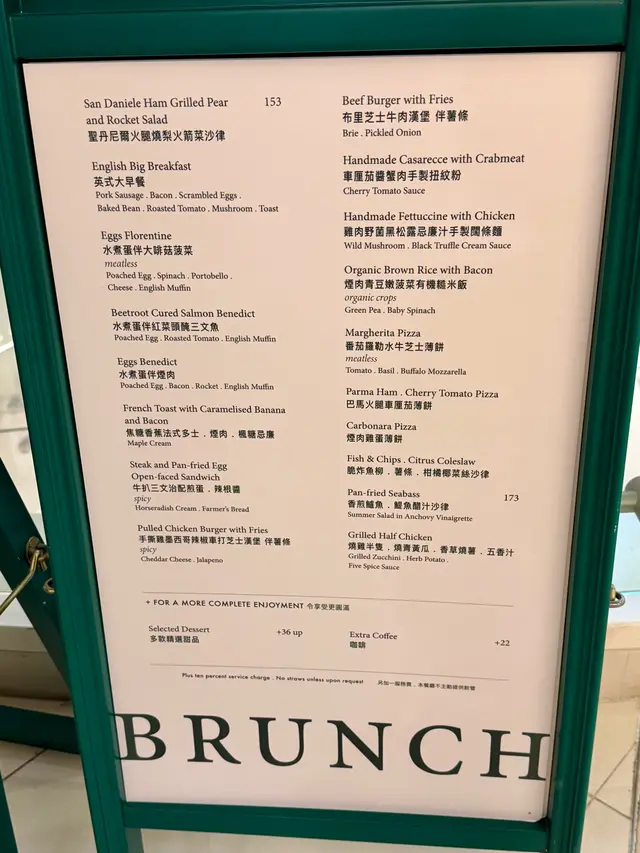 San Daniele Ham Grilled Pear 153
and Rocket Salad
聖丹尼爾火腿燒梨火箭菜沙律
English Big Breakfast
英式大早餐
Pork Sausage . Bacon . Scrambled Eggs .
Baked Bean . Roasted Tomato . Mushroom . Toast
Eggs Florentine
水煮蛋伴大啡菇菠菜
meatless
Poached Egg . Spinach . Portobello .
Cheese . English Muffin
Beetroot Cured Salmon Benedict
水煮蛋伴紅菜頭醃三文魚
Poached Egg . Roasted Tomato . English Muffin
Eggs Benedict
水煮蛋伴煙肉
Poached Egg . Bacon . Rocket . English Muffin
French Toast with Caramelised Banana
and Bacon
焦糖香蕉法式多士 . 煙肉 . 楓糖忌廉
Maple Cream
Steak and Pan-fried Egg
Open-faced Sandwich
牛扒三文治配煎蛋 . 辣根醬
spicy
Horseradish Cream . Farmer's Bread
Pulled Chicken Burger with Fries
手撕雞墨西哥辣椒車打芝士漢堡 伴薯條
spicy
Cheddar Cheese . Jalapeno
Beef Burger with Fries
布里芝士牛肉漢堡 伴薯條
Brie . Pickled Onion
Handmade Casarecce with Crabmeat
車厘茄醬蟹肉手製扭紋粉
Cherry Tomato Sauce
Handmade Fettuccine with Chicken
雞肉野菌黑松露忌廉汁手製闊條麵
Wild Mushroom . Black Truffle Cream Sauce
Organic Brown Rice with Bacon
煙肉青豆嫩菠菜有機糙米飯
organic crops
Green Pea . Baby Spinach
Margherita Pizza
番茄羅勒水牛芝士薄餅
meatless
Tomato . Basil . Buffalo Mozzarella
Parma Ham . Cherry Tomato Pizza
巴馬火腿車厘茄薄餅
Carbonara Pizza
煙肉雞蛋薄餅
Fish & Chips . Citrus Coleslaw
脆炸魚柳 . 薯條 . 柑橘椰菜絲沙律
Pan-fried Seabass 173
香煎鱸魚 . 鯷魚醋汁沙律
Summer Salad in Anchovy Vinaigrette
Grilled Half Chicken
燒雞半隻 . 燒青黃瓜 . 香草燒薯 . 五香汁
Grilled Zucchini . Herb Potato .
Five Spice Sauce
+ FOR A MORE COMPLETE ENJOYMENT 令享受更圓滿
Selected Dessert +36 up
多款精選甜品
Extra Coffee +22
咖啡
Plus ten percent service charge . No straws unless upon request 另加一服務費 . 本餐廳不主動提供飲管
BRUNCH